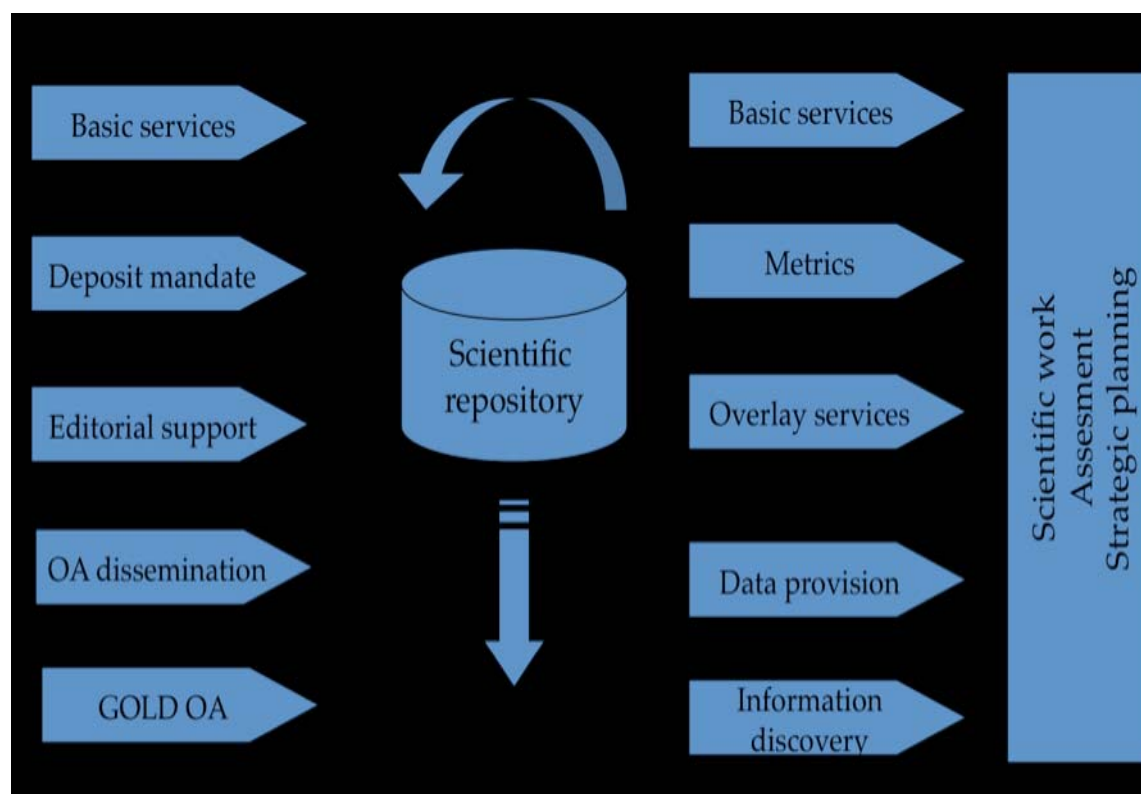 Basic services
Deposit mandate
Editorial support
OA dissemination
GOLD OA
Scientific
repository
Basic services
Metrics
Overlay services
Data provision
Information
discovery
Scientific work
Assesment
Strategic planning